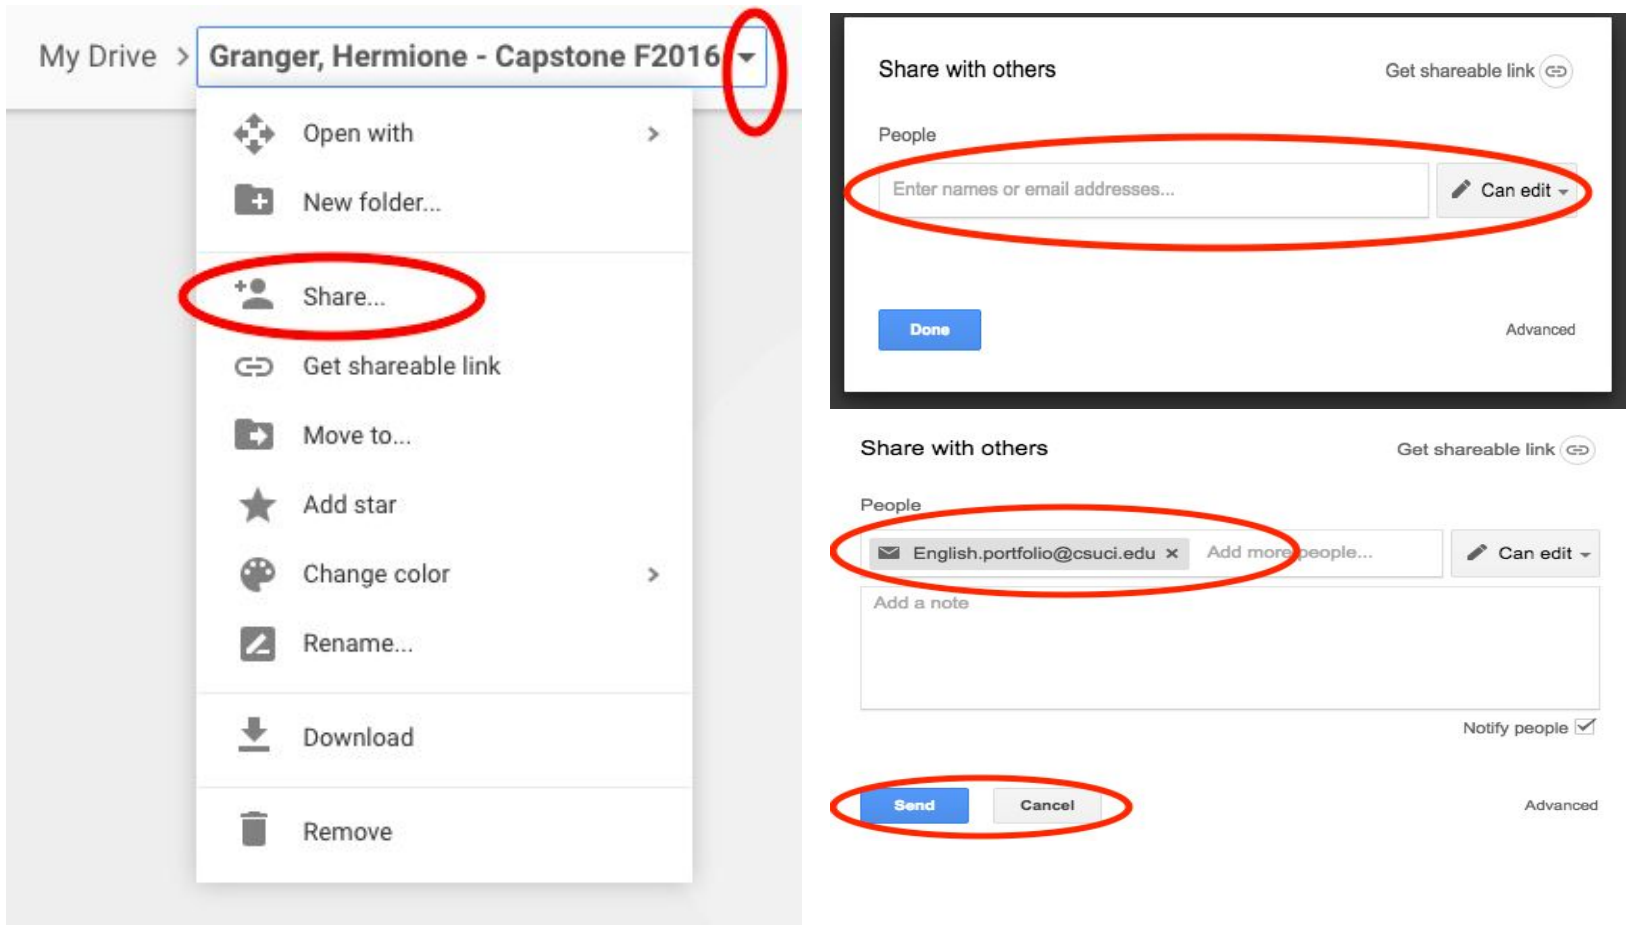 My Drive > Granger, Hermione - Capstone F2016
Open with
New folder...
Share...
Get shareable link
Move to...
Add star
Change color
Rename...
Download
Remove
Share with others
Get shareable link
People
Enter names or email addresses...
Can edit
Done
Advanced
Share with others
Get shareable link
People
English.portfolio@csuci.edu × Add more people...
Can edit
Add a note
Notify people
Send
Cancel
Advanced